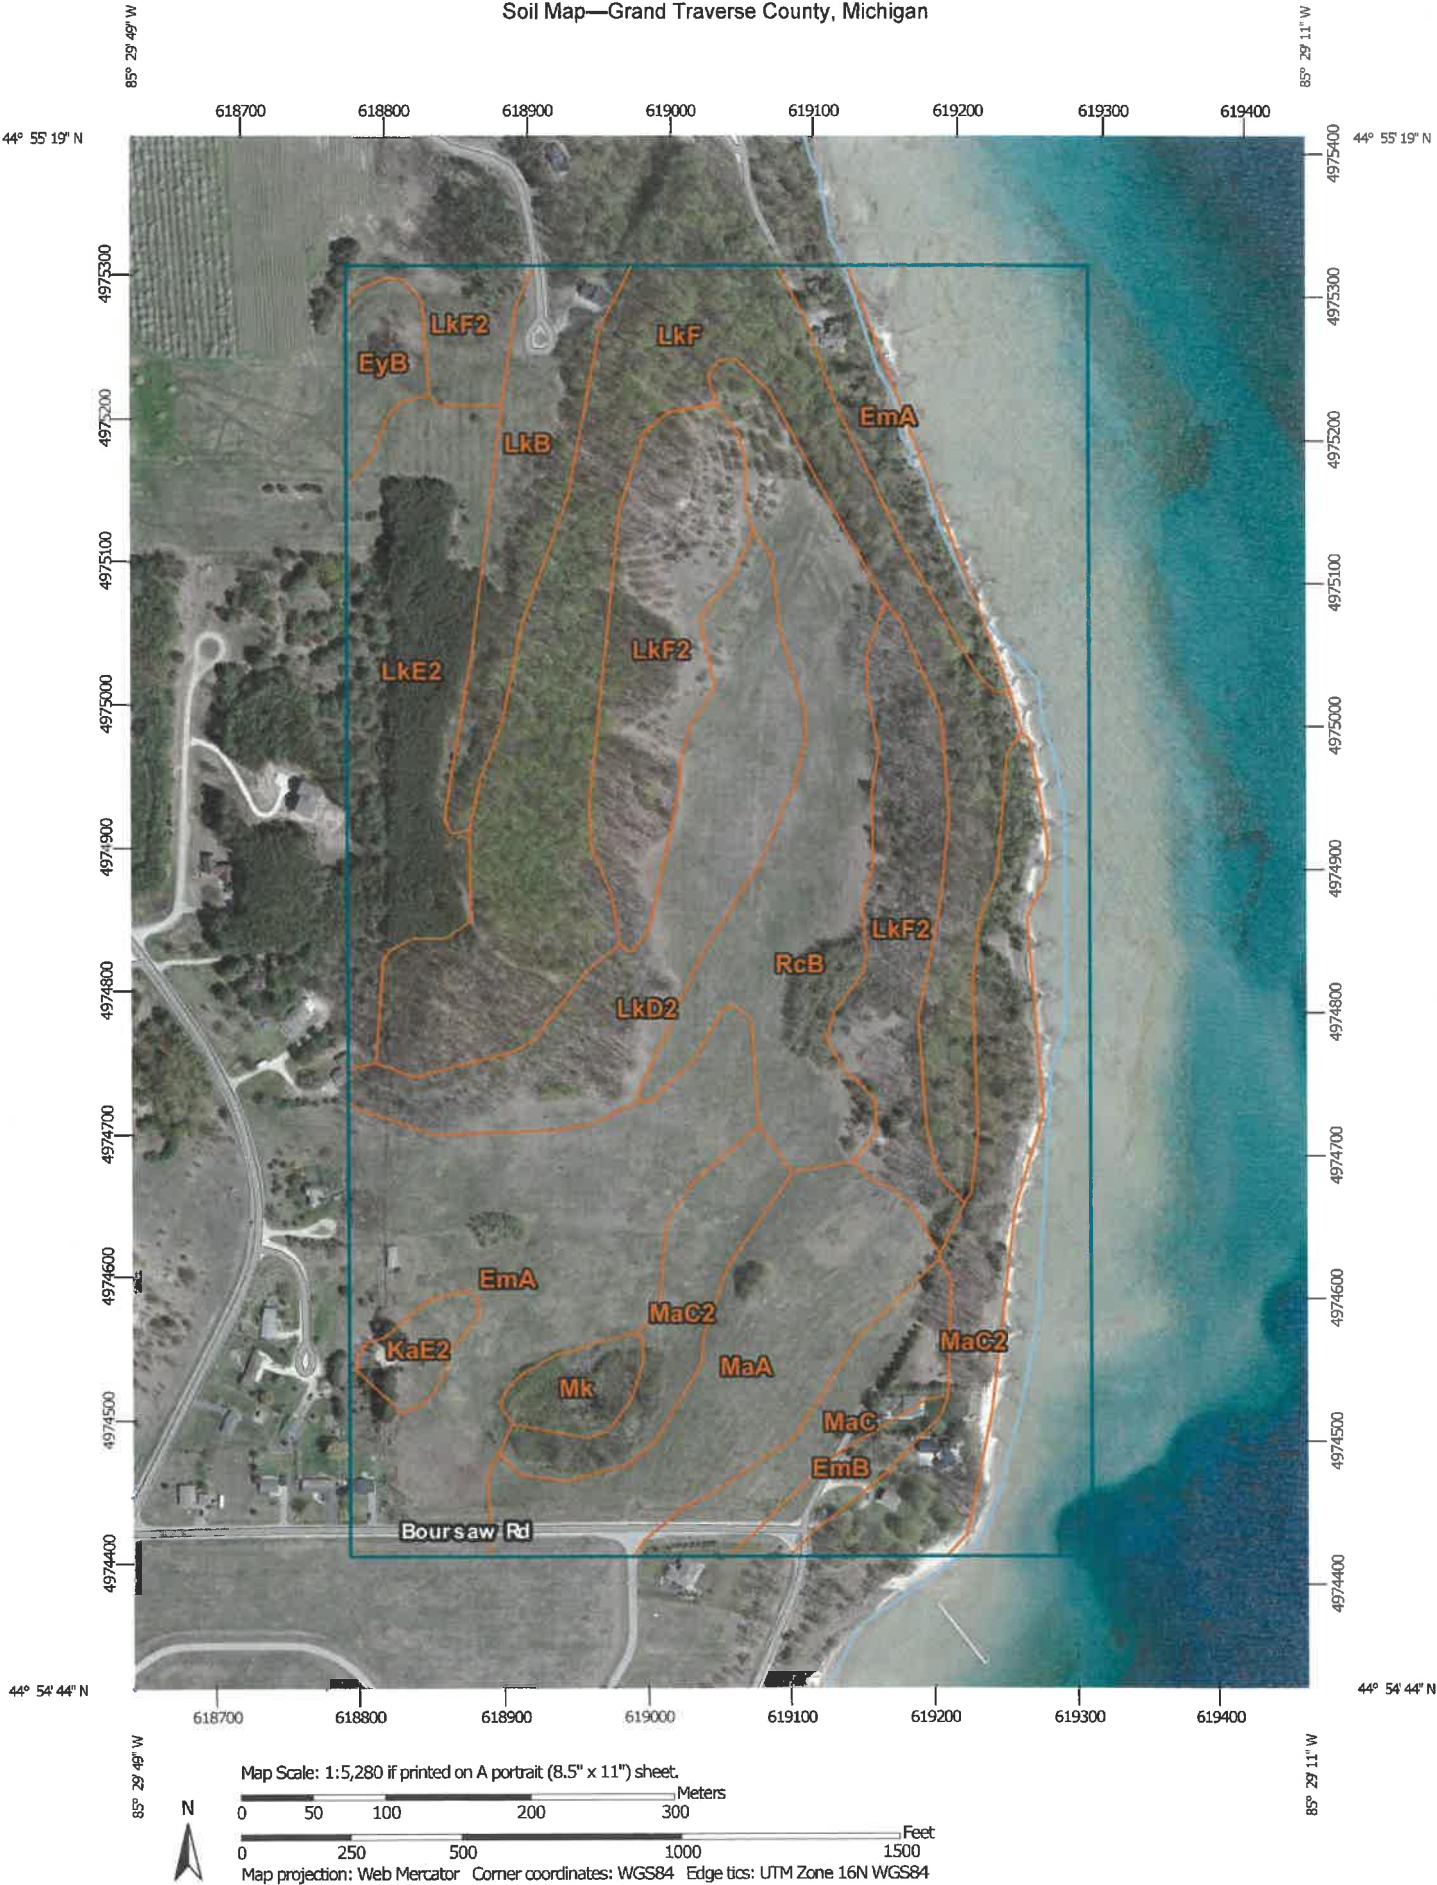 Soil Map—Grand Traverse County, Michigan
85° 29' 49" W
85° 29' 11" W
618700 618800 618900 619000 619100 619200 619300 619400
44° 55' 19" N
44° 55' 19" N
4975400
4975300
4975300
LkF2
LkF
EyB
4975200
EmA
4975200
LkB
4975100
4975100
LkF2
LkE2
4975000
4975000
4974900
4974900
LkF2
RcB
4974800
LkD2
4974800
4974700
4974700
4974600
EmA
4974600
MaC2
MaC2
KaE2
MaA
Mk
4974500
MaC
4974500
EmB
Boursaw Rd
4974400
4974400
44° 54' 44" N
44° 54' 44" N
618700 618800 618900 619000 619100 619200 619300 619400
85° 29' 49" W
85° 29' 11" W
Map Scale: 1:5,280 if printed on A portrait (8.5" x 11") sheet.
Meters
N
0 50 100 200 300
Feet
0 250 500 1000 1500
Map projection: Web Mercator Corner coordinates: WGS84 Edge tics: UTM Zone 16N WGS84